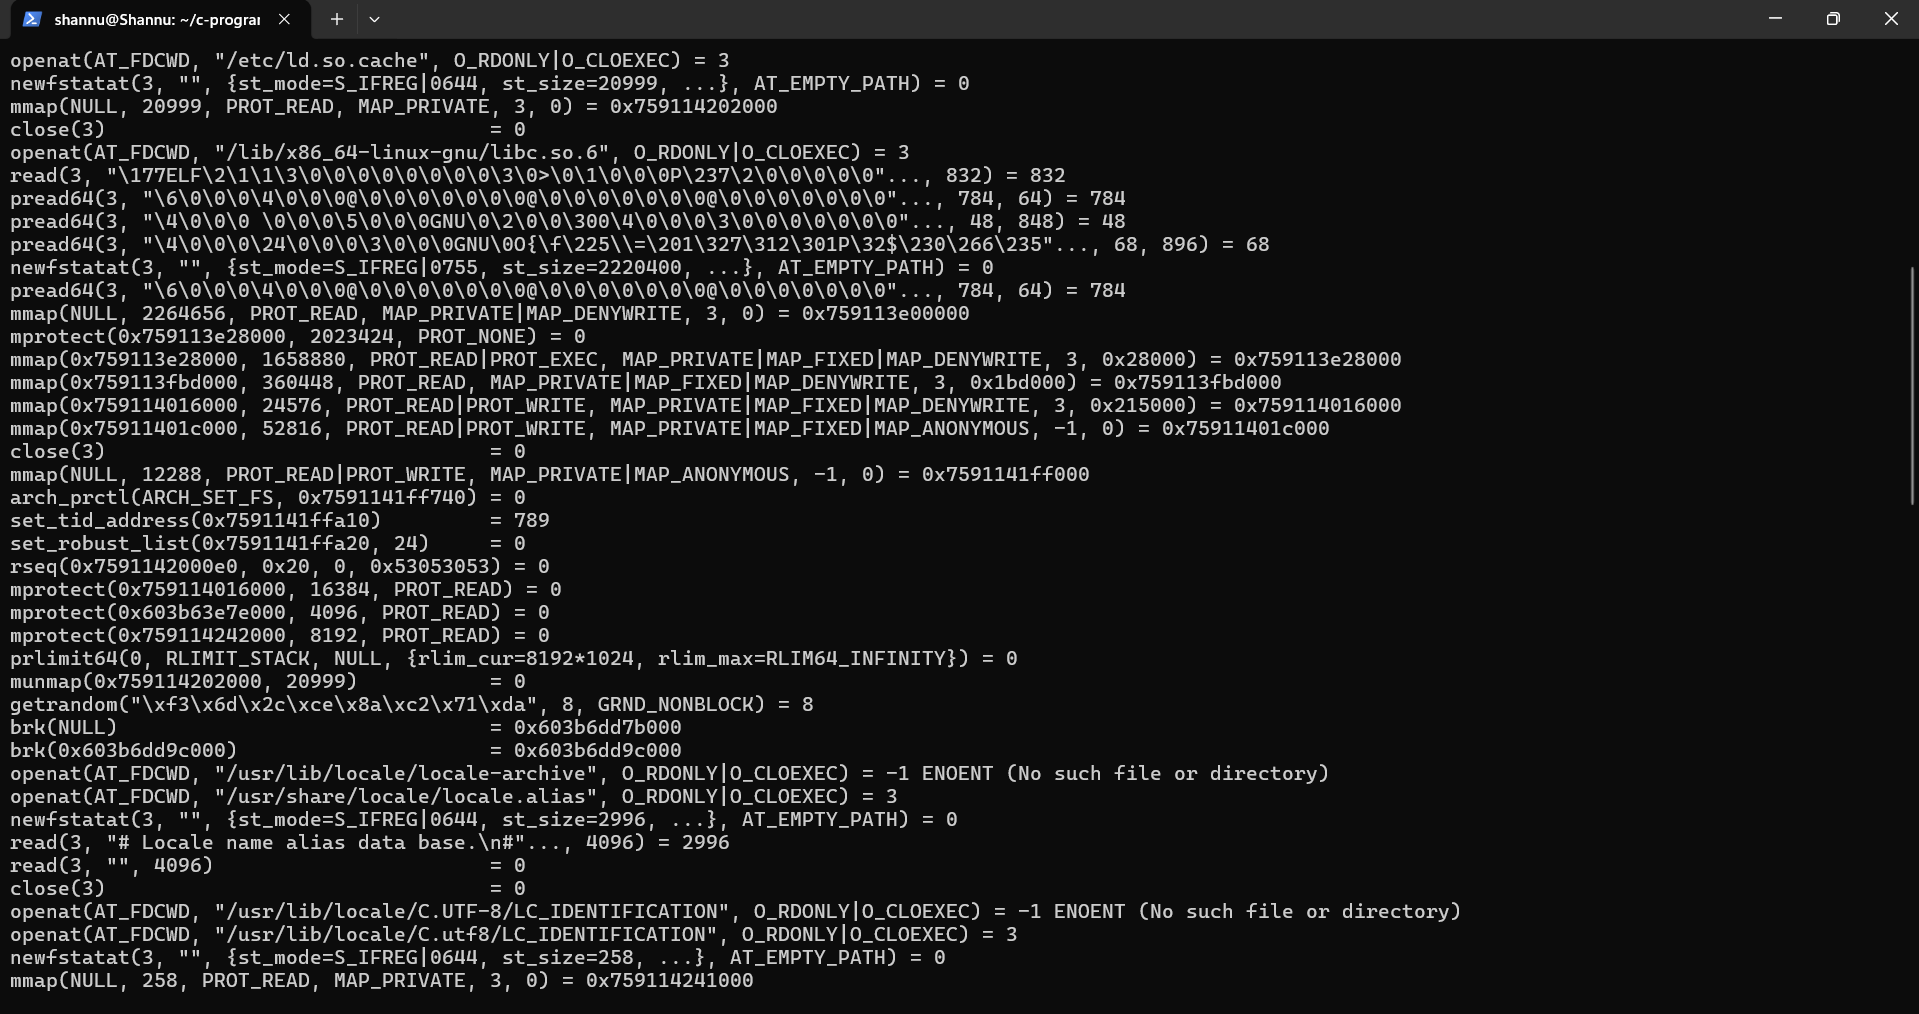 shannu@Shannu: ~/c-prograr
openat(AT_FDCWD, "/etc/ld.so.cache", O_RDONLY|O_CLOEXEC) = 3
newfstatat(3, "", {st_mode=S_IFREG|0644, st_size=20999, ...}, AT_EMPTY_PATH) = 0
mmap(NULL, 20999, PROT_READ, MAP_PRIVATE, 3, 0) = 0x759114202000
close(3)                                = 0
openat(AT_FDCWD, "/lib/x86_64-linux-gnu/libc.so.6", O_RDONLY|O_CLOEXEC) = 3
read(3, "\177ELF\2\1\1\3\0\0\0\0\0\0\0\0\3\0>\0\1\0\0\0P\237\2\0\0\0\0\0"..., 832) = 832
pread64(3, "\6\0\0\0\4\0\0\0@\0\0\0\0\0\0\0@\0\0\0\0\0\0\0@\0\0\0\0\0\0\0"..., 784, 64) = 784
pread64(3, "\4\0\0\0 \0\0\0\5\0\0\0GNU\0\2\0\0\300\4\0\0\0\3\0\0\0\0\0\0\0"..., 48, 848) = 48
pread64(3, "\4\0\0\0\24\0\0\0\3\0\0\0GNU\0O{\f\225\\=\201\327\312\301P\32$\230\266\235"..., 68, 896) = 68
newfstatat(3, "", {st_mode=S_IFREG|0755, st_size=2220400, ...}, AT_EMPTY_PATH) = 0
pread64(3, "\6\0\0\0\4\0\0\0@\0\0\0\0\0\0\0@\0\0\0\0\0\0\0@\0\0\0\0\0\0\0"..., 784, 64) = 784
mmap(NULL, 2264656, PROT_READ, MAP_PRIVATE|MAP_DENYWRITE, 3, 0) = 0x759113e00000
mprotect(0x759113e28000, 2023424, PROT_NONE) = 0
mmap(0x759113e28000, 1658880, PROT_READ|PROT_EXEC, MAP_PRIVATE|MAP_FIXED|MAP_DENYWRITE, 3, 0x28000) = 0x759113e28000
mmap(0x759113fbd000, 360448, PROT_READ, MAP_PRIVATE|MAP_FIXED|MAP_DENYWRITE, 3, 0x1bd000) = 0x759113fbd000
mmap(0x759114016000, 24576, PROT_READ|PROT_WRITE, MAP_PRIVATE|MAP_FIXED|MAP_DENYWRITE, 3, 0x215000) = 0x759114016000
mmap(0x75911401c000, 52816, PROT_READ|PROT_WRITE, MAP_PRIVATE|MAP_FIXED|MAP_ANONYMOUS, -1, 0) = 0x75911401c000
close(3)                                = 0
mmap(NULL, 12288, PROT_READ|PROT_WRITE, MAP_PRIVATE|MAP_ANONYMOUS, -1, 0) = 0x7591141ff000
arch_prctl(ARCH_SET_FS, 0x7591141ff740) = 0
set_tid_address(0x7591141ffa10)         = 789
set_robust_list(0x7591141ffa20, 24)     = 0
rseq(0x7591142000e0, 0x20, 0, 0x53053053) = 0
mprotect(0x759114016000, 16384, PROT_READ) = 0
mprotect(0x603b63e7e000, 4096, PROT_READ) = 0
mprotect(0x759114242000, 8192, PROT_READ) = 0
prlimit64(0, RLIMIT_STACK, NULL, {rlim_cur=8192*1024, rlim_max=RLIM64_INFINITY}) = 0
munmap(0x759114202000, 20999)           = 0
getrandom("\xf3\x6d\x2c\xce\x8a\xc2\x71\xda", 8, GRND_NONBLOCK) = 8
brk(NULL)                               = 0x603b6dd7b000
brk(0x603b6dd9c000)                     = 0x603b6dd9c000
openat(AT_FDCWD, "/usr/lib/locale/locale-archive", O_RDONLY|O_CLOEXEC) = -1 ENOENT (No such file or directory)
openat(AT_FDCWD, "/usr/share/locale/locale.alias", O_RDONLY|O_CLOEXEC) = 3
newfstatat(3, "", {st_mode=S_IFREG|0644, st_size=2996, ...}, AT_EMPTY_PATH) = 0
read(3, "# Locale name alias data base.\n#"..., 4096) = 2996
read(3, "", 4096)                       = 0
close(3)                                = 0
openat(AT_FDCWD, "/usr/lib/locale/C.UTF-8/LC_IDENTIFICATION", O_RDONLY|O_CLOEXEC) = -1 ENOENT (No such file or directory)
openat(AT_FDCWD, "/usr/lib/locale/C.utf8/LC_IDENTIFICATION", O_RDONLY|O_CLOEXEC) = 3
newfstatat(3, "", {st_mode=S_IFREG|0644, st_size=258, ...}, AT_EMPTY_PATH) = 0
mmap(NULL, 258, PROT_READ, MAP_PRIVATE, 3, 0) = 0x759114241000